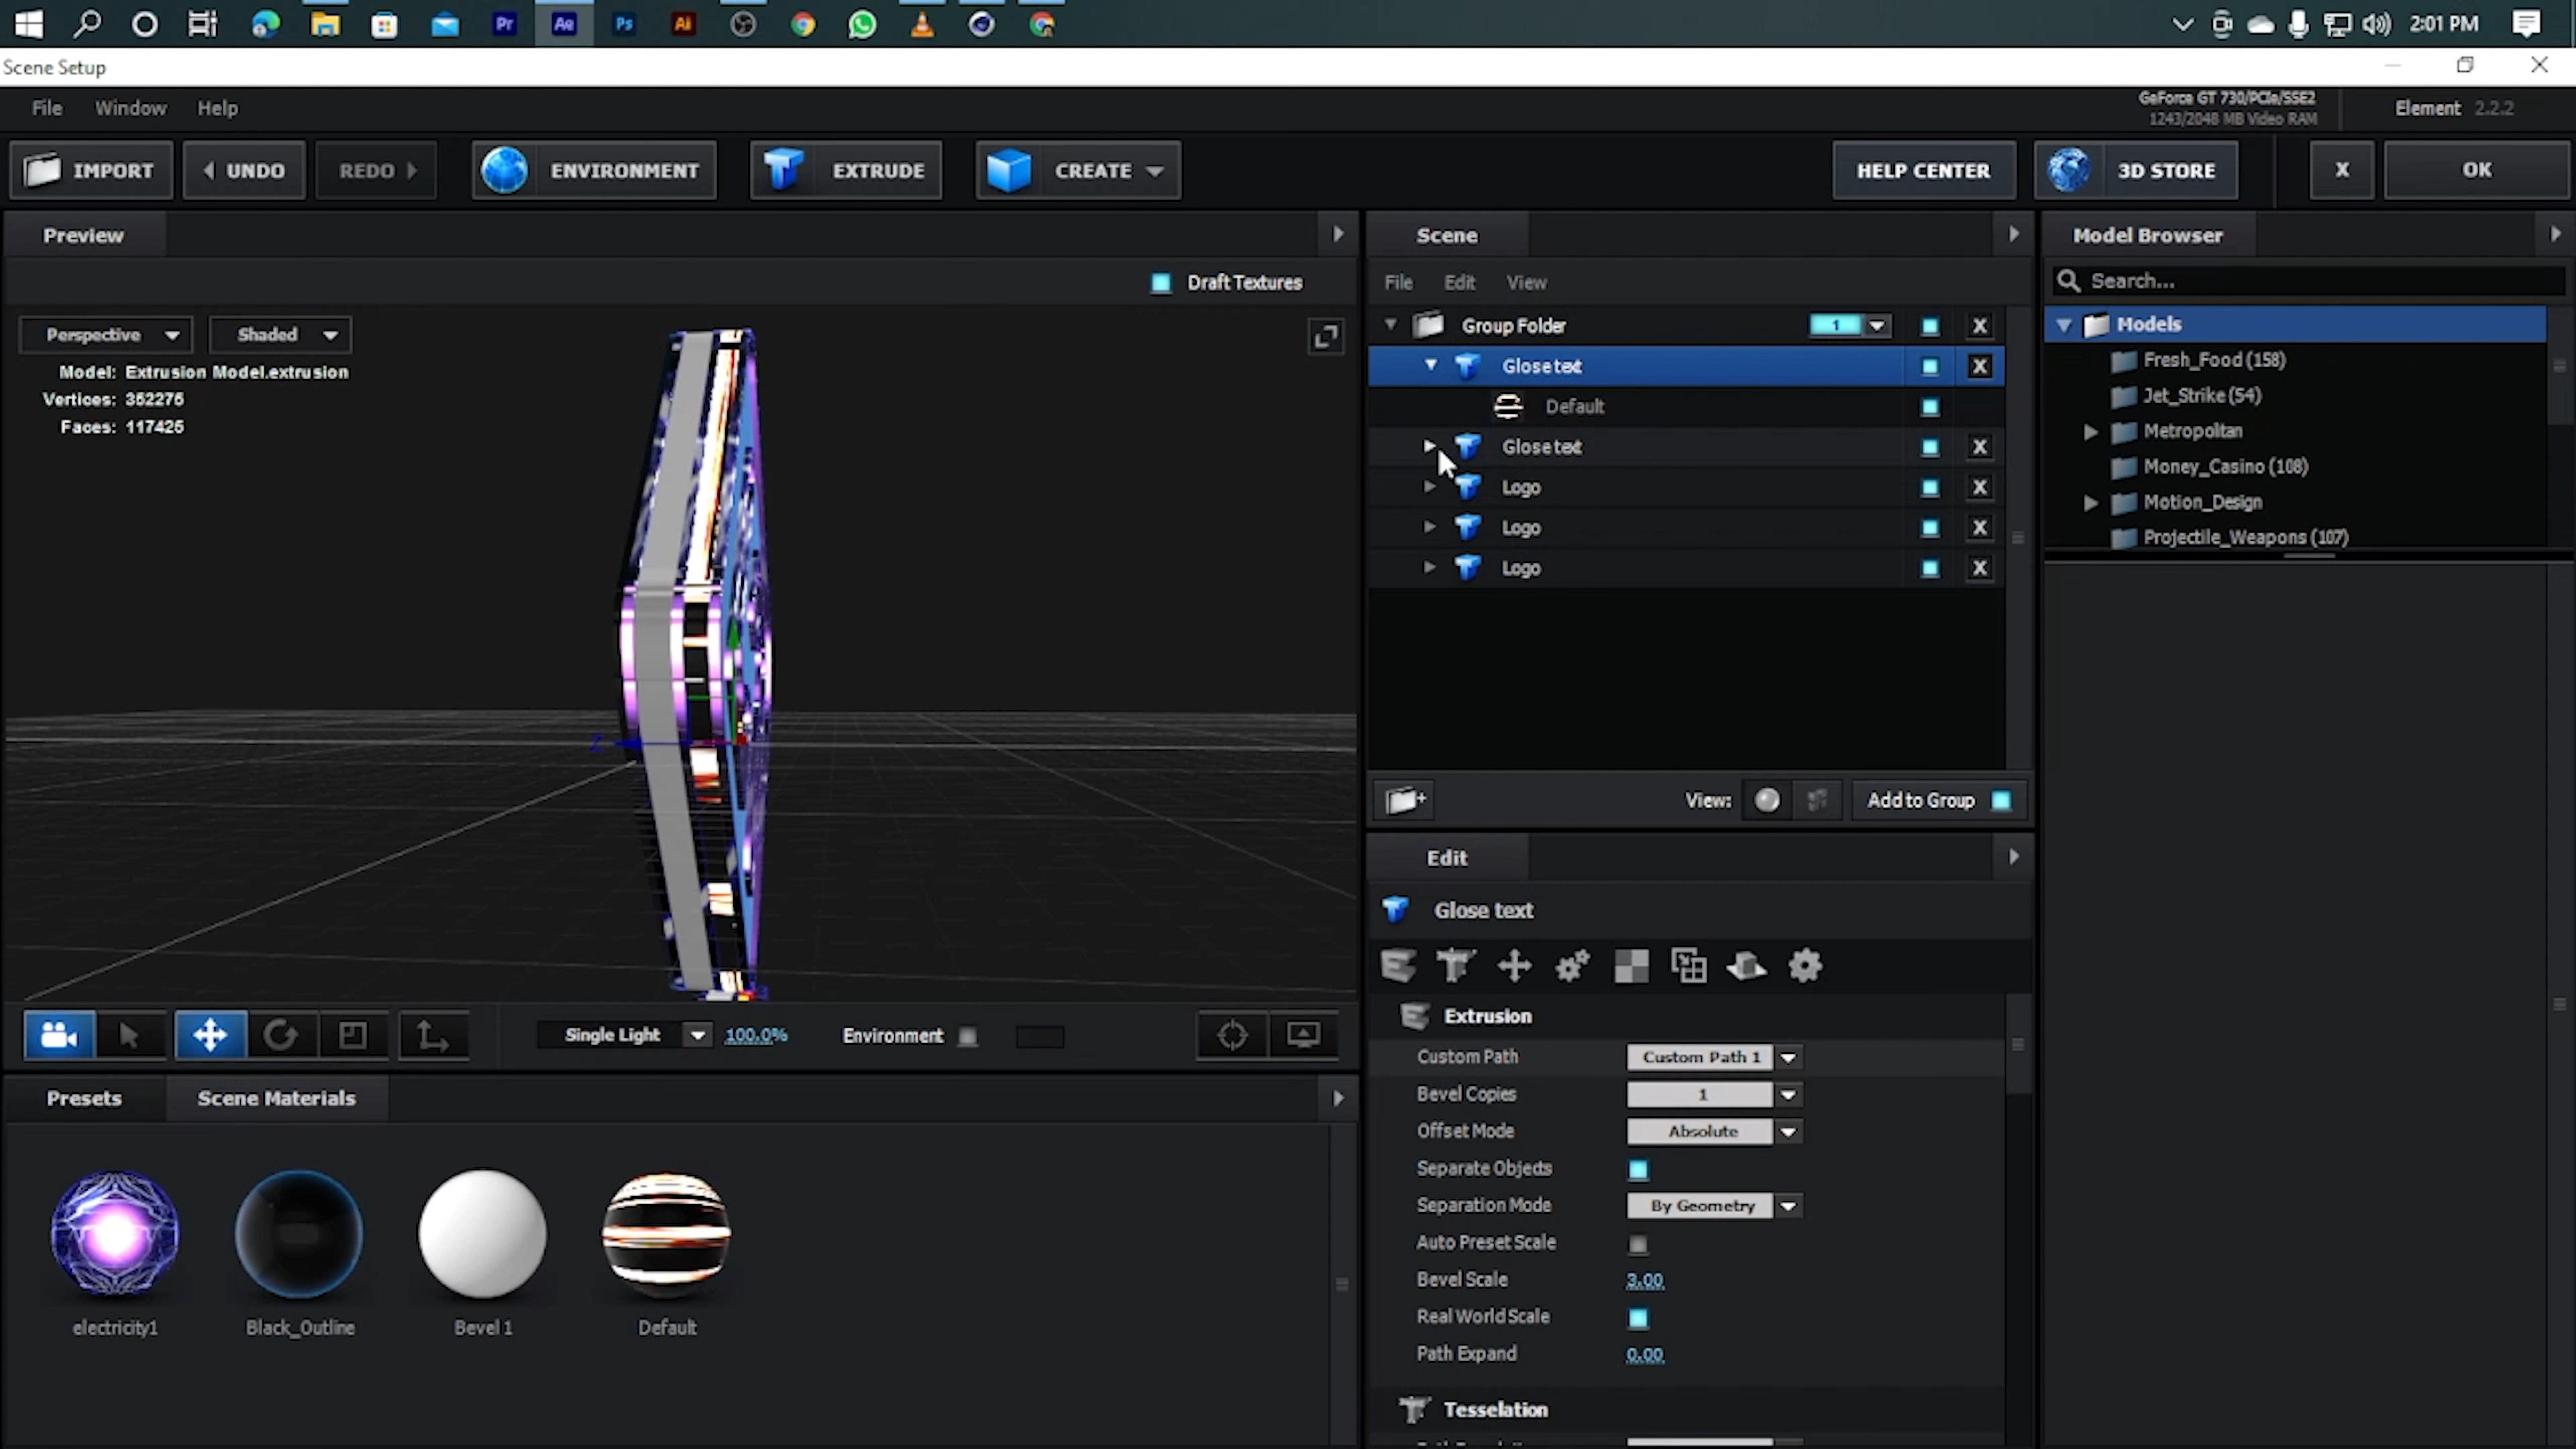 Pr
Ae
Ps
Ai
2:01 PM
Scene Setup
File Window Help
GeForce GT 730/PCIe/SSE2
1243/2048 MB Video RAM
Element 2.2.2
IMPORT
UNDO
REDO
ENVIRONMENT
EXTRUDE
CREATE
HELP CENTER
3D STORE
X
OK
Preview
Draft Textures
Perspective
Shaded
Model: Extrusion Model.extrusion
Vertices: 352275
Faces: 117425
Z
Single Light
100.0%
Environment
Presets
Scene Materials
electricity1
Black_Outline
Bevel 1
Default
Scene
File Edit View
Group Folder 1 X
Glose text X
Default
Glose text X
Logo X
Logo X
Logo X
View:
Add to Group
Edit
Glose text
Extrusion
Custom Path Custom Path 1
Bevel Copies 1
Offset Mode Absolute
Separate Objects
Separation Mode By Geometry
Auto Preset Scale
Bevel Scale 3.00
Real World Scale
Path Expand 0.00
Tesselation
Model Browser
Search...
Models
Fresh_Food (158)
Jet_Strike (54)
Metropolitan
Money_Casino (108)
Motion_Design
Projectile_Weapons (107)